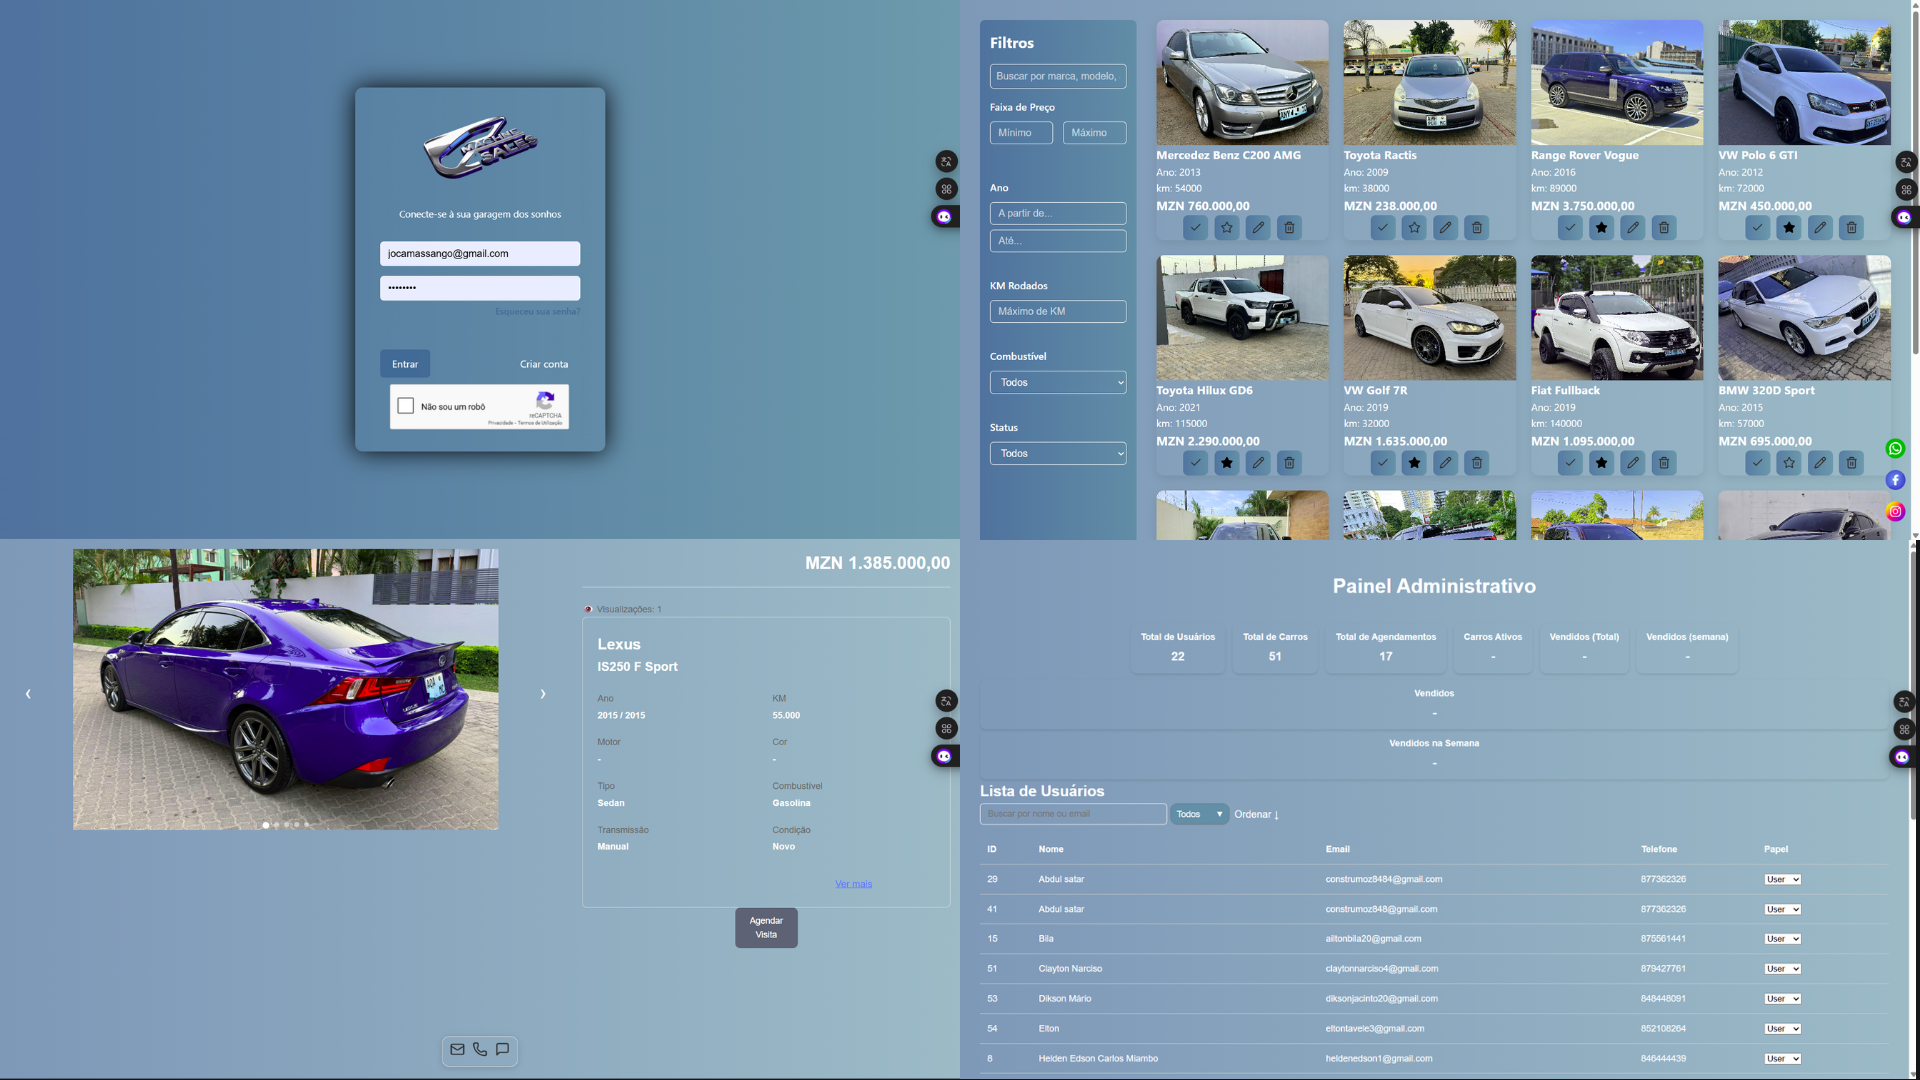 MACHINE
SALES
Conecte-se à sua garagem dos sonhos
jocamassango@gmail.com
••••••••
Esqueceu sua senha?
Entrar
Criar conta
Não sou um robô
reCAPTCHA
Privacidade - Termos de Utilização
Filtros
Buscar por marca, modelo,
Faixa de Preço
Mínimo
Máximo
Ano
A partir de...
Até...
KM Rodados
Máximo de KM
Combustível
Todos
Status
Todos
Mercedez Benz C200 AMG
Ano: 2013
km: 54000
MZN 760.000,00
Toyota Ractis
Ano: 2009
km: 38000
MZN 238.000,00
Range Rover Vogue
Ano: 2016
km: 89000
MZN 3.750.000,00
VW Polo 6 GTI
Ano: 2012
km: 72000
MZN 450.000,00
Toyota Hilux GD6
Ano: 2021
km: 115000
MZN 2.290.000,00
VW Golf 7R
Ano: 2019
km: 32000
MZN 1.635.000,00
Fiat Fullback
Ano: 2019
km: 140000
MZN 1.095.000,00
BMW 320D Sport
Ano: 2015
km: 57000
MZN 695.000,00
MZN 1.385.000,00
Visualizações: 1
Lexus
IS250 F Sport
Ano
KM
2015 / 2015
55.000
Motor
Cor
-
-
Tipo
Combustível
Sedan
Gasolina
Transmissão
Condição
Manual
Novo
Ver mais
Agendar
Visita
Painel Administrativo
Total de Usuários
22
Total de Carros
51
Total de Agendamentos
17
Carros Ativos
-
Vendidos (Total)
-
Vendidos (semana)
-
Vendidos
-
Vendidos na Semana
-
Lista de Usuários
Buscar por nome ou email
Todos
Ordenar ↓
ID Nome Email Telefone Papel
29 Abdul satar construmoz8484@gmail.com 877362326 User
41 Abdul satar construmoz848@gmail.com 877362326 User
15 Bila ailtonbila20@gmail.com 875561441 User
51 Clayton Narciso claytonnarciso4@gmail.com 879427761 User
53 Dikson Mário diksonjacinto20@gmail.com 848448091 User
54 Elton eltontavele3@gmail.com 852108264 User
8 Helden Edson Carlos Miambo heldenedson1@gmail.com 846444439 User